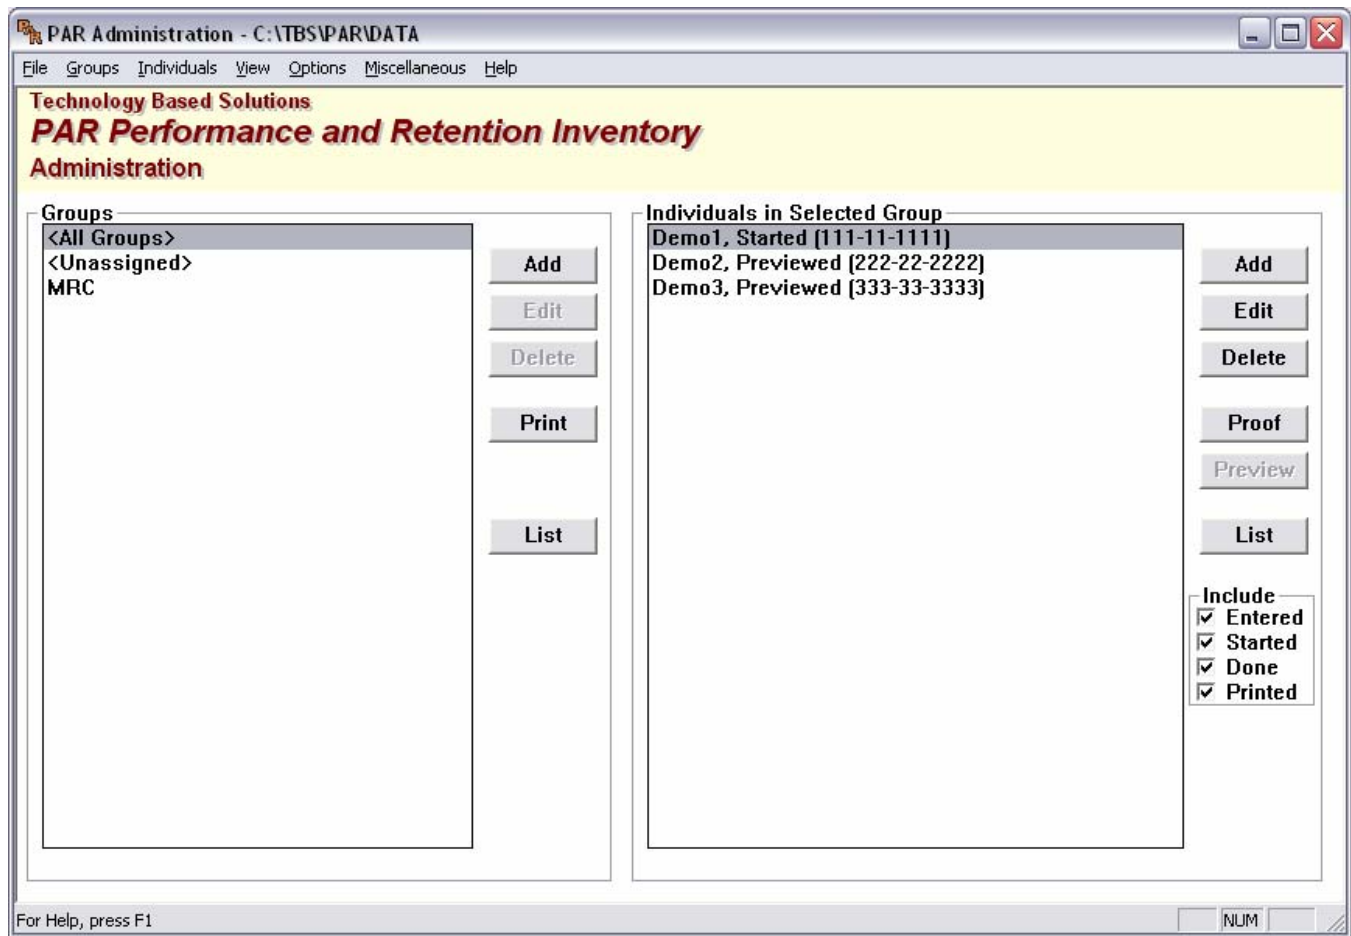 PAR Administration - C:\TBS\PAR\DATA
File Groups Individuals View Options Miscellaneous Help
Technology Based Solutions
PAR Performance and Retention Inventory
Administration
Groups
<All Groups>
<Unassigned>
MRC
Add
Edit
Delete
Print
List
Individuals in Selected Group
Demo1, Started (111-11-1111)
Demo2, Previewed (222-22-2222)
Demo3, Previewed (333-33-3333)
Add
Edit
Delete
Proof
Preview
List
Include
Entered
Started
Done
Printed
For Help, press F1
NUM